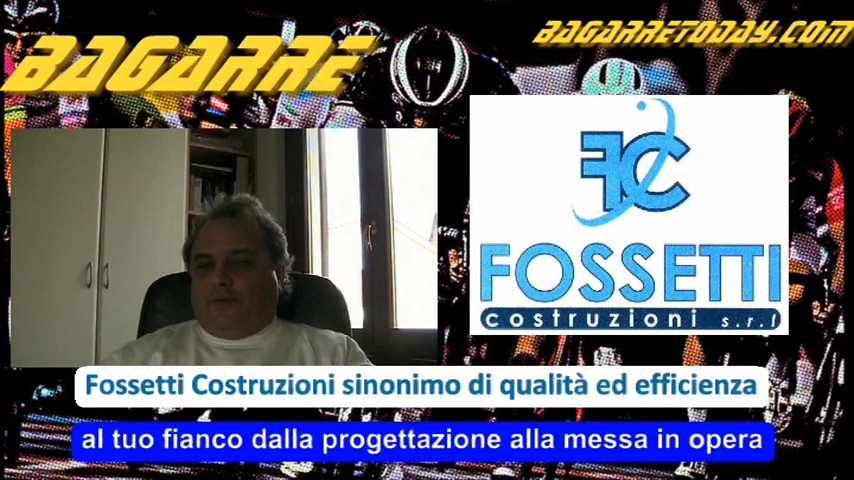 BAGARRE
BAGARRETODAY.COM
FC
FOSSETTI
costruzioni s.r.l
Fossetti Costruzioni sinonimo di qualità ed efficienza
al tuo fianco dalla progettazione alla messa in opera